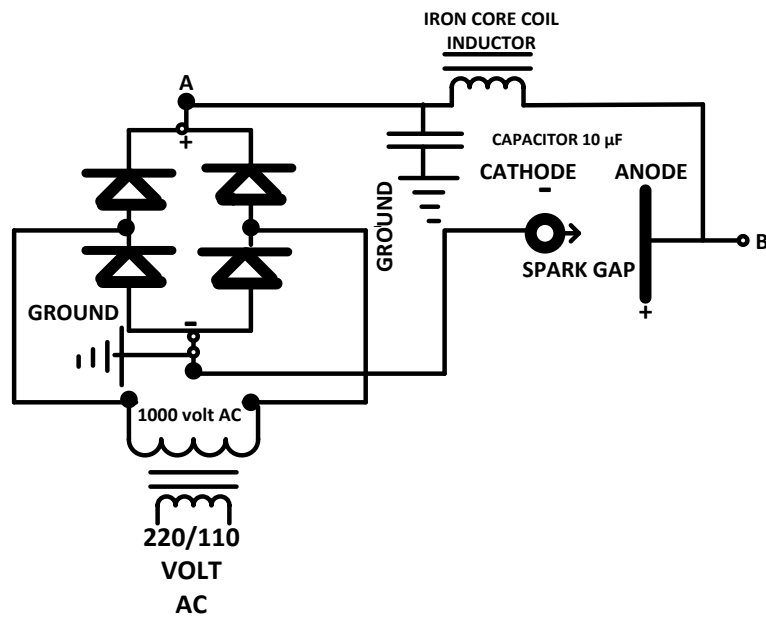 IRON CORE COIL
INDUCTOR
A
+
CAPACITOR 10 µF
CATHODE
-
ANODE
GROUND
B
SPARK GAP
+
GROUND
-
1000 volt AC
220/110
VOLT
AC